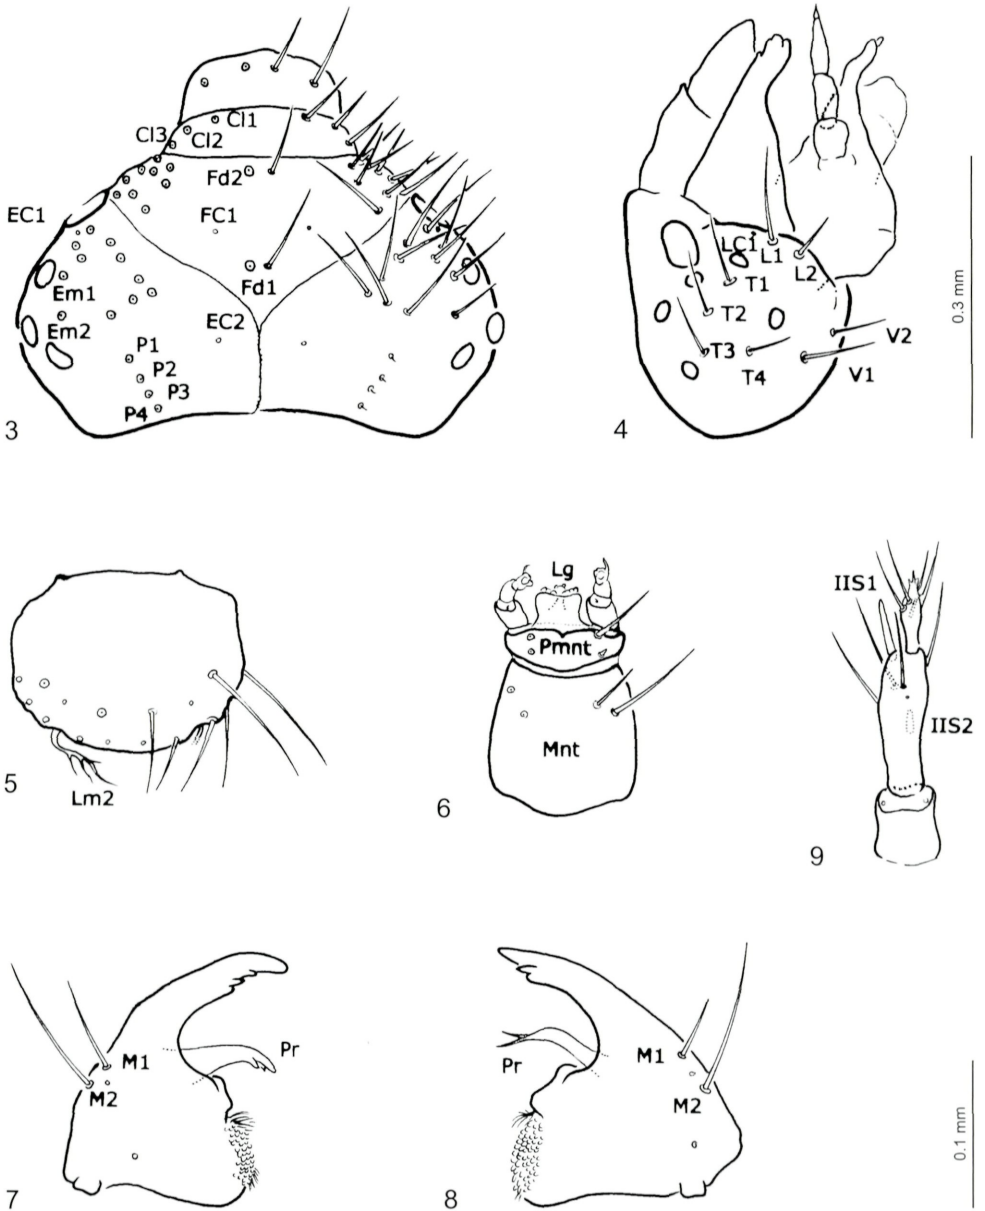 Cl3
Cl1
Cl2
Fd2
EC1
FC1
Em1
Fd1
Em2
EC2
P1
P2
P3
P4
3
LC1
L1
L2
T1
T2
T3
T4
V2
V1
4
0.3 mm
Lm2
5
Lg
Pmnt
Mnt
6
IIS1
IIS2
9
M1
M2
Pr
7
M1
M2
Pr
8
0.1 mm